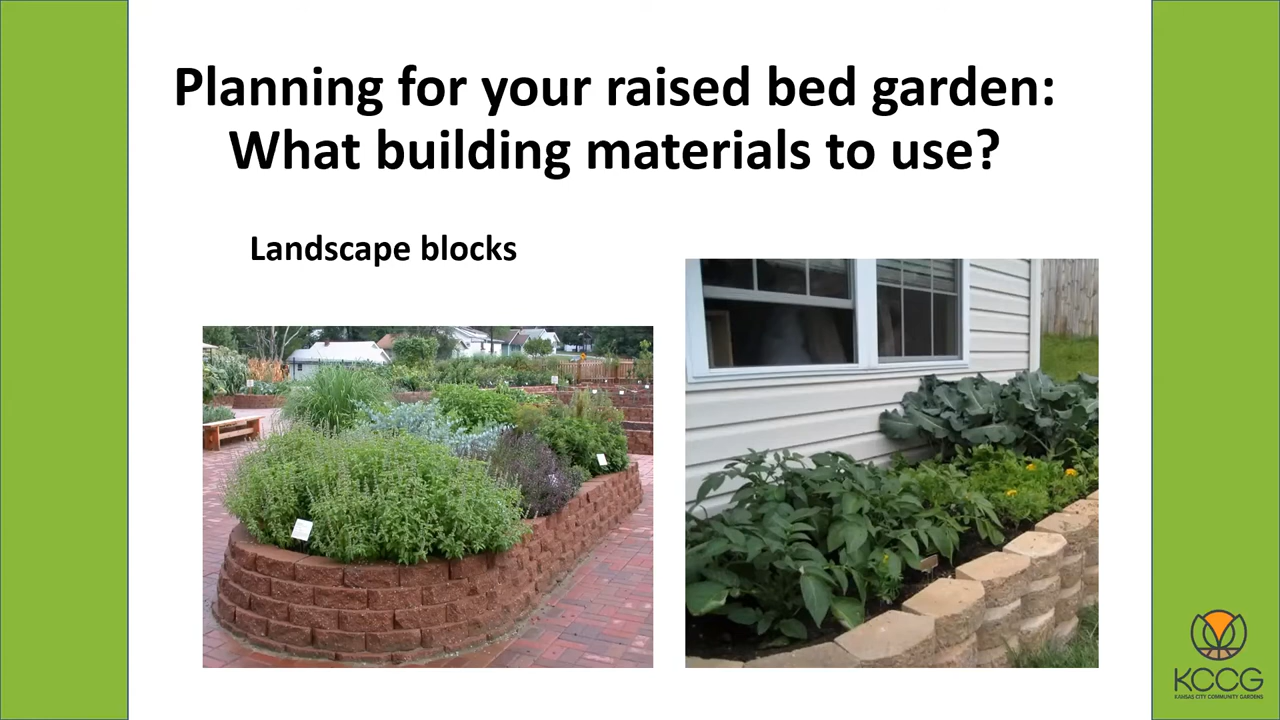 Planning for your raised bed garden:
What building materials to use?
Landscape blocks
KCCG
KANSAS CITY COMMUNITY GARDENS